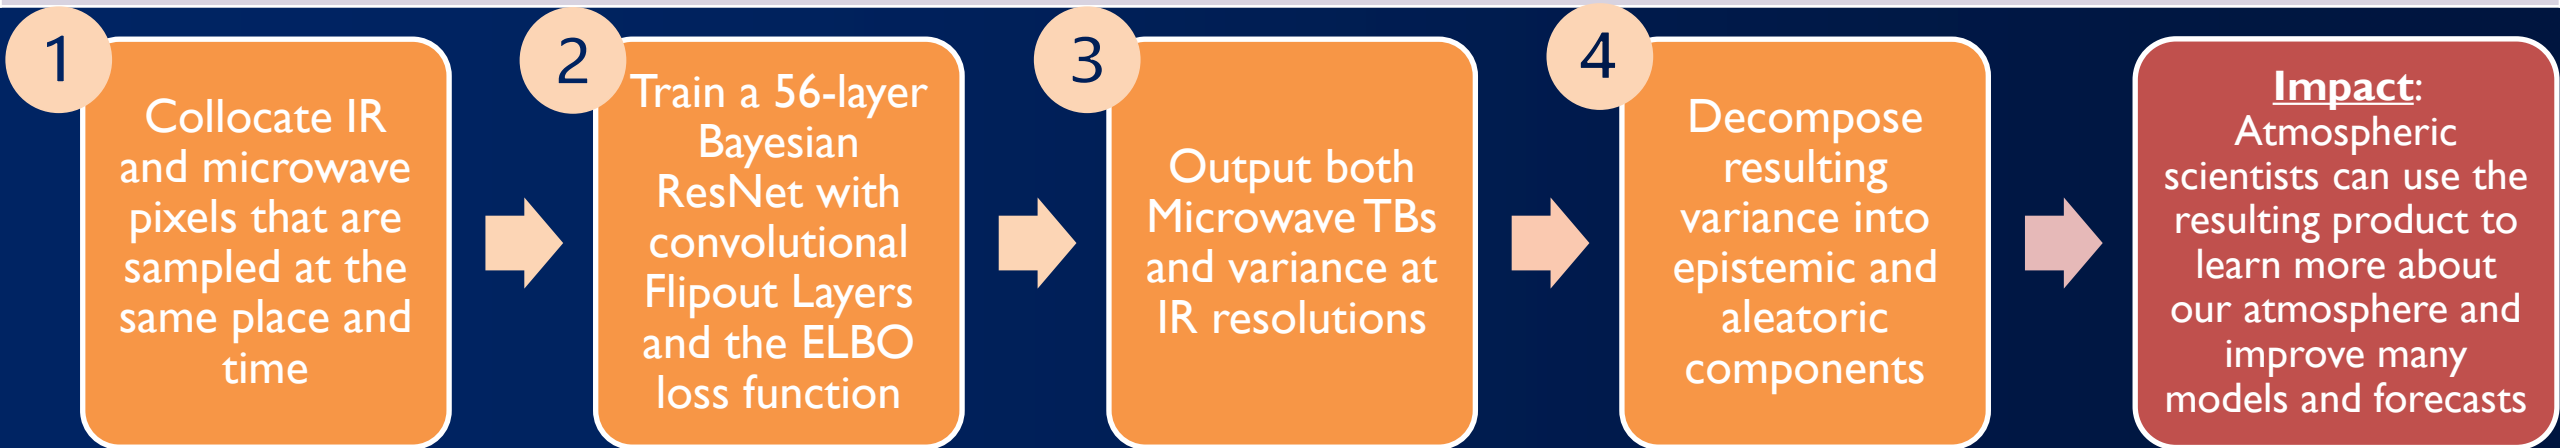 1
Collocate IR
and microwave
pixels that are
sampled at the
same place and
time
2
Train a 56-layer
Bayesian
ResNet with
convolutional
Flipout Layers
and the ELBO
loss function
3
Output both
Microwave TBs
and variance at
IR resolutions
4
Decompose
resulting
variance into
epistemic and
aleatoric
components
Impact:
Atmospheric
scientists can use the
resulting product to
learn more about
our atmosphere and
improve many
models and forecasts